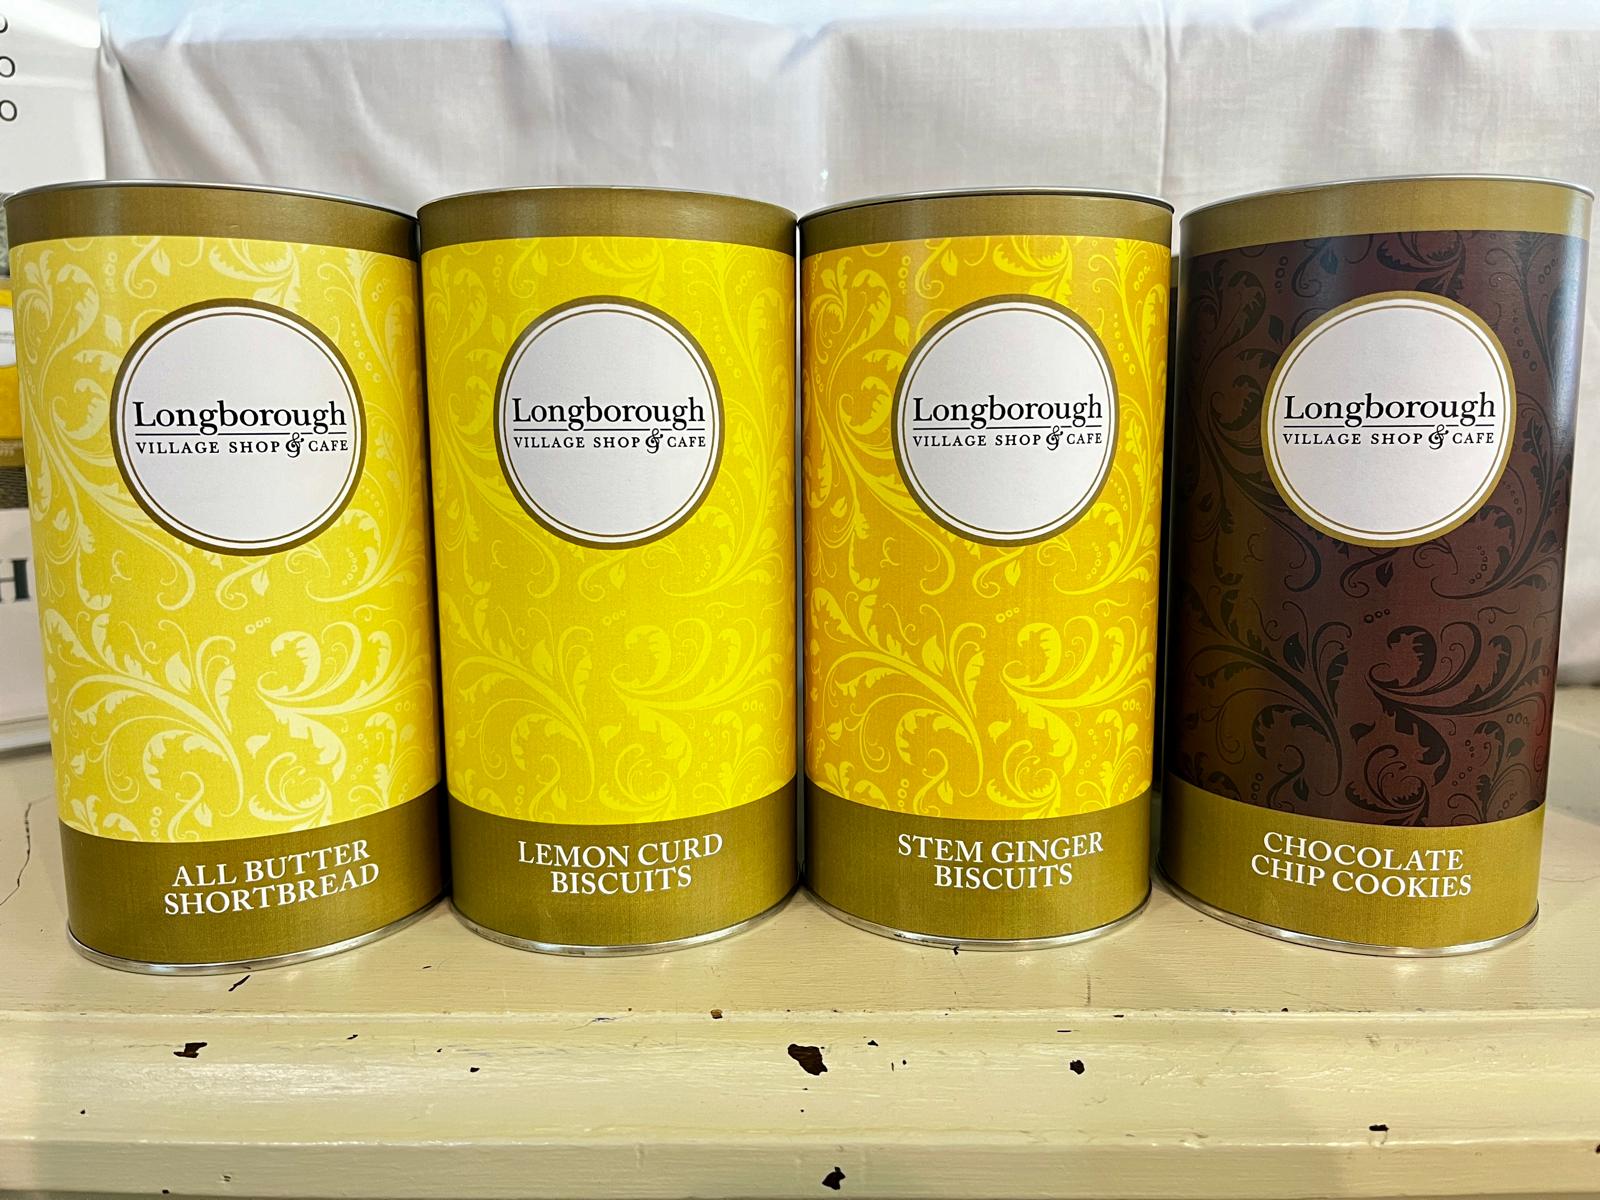 Longborough
VILLAGE SHOP & CAFE
ALL BUTTER
SHORTBREAD
Longborough
VILLAGE SHOP & CAFE
LEMON CURD
BISCUITS
Longborough
VILLAGE SHOP & CAFE
STEM GINGER
BISCUITS
Longborough
VILLAGE SHOP & CAFE
CHOCOLATE
CHIP COOKIES